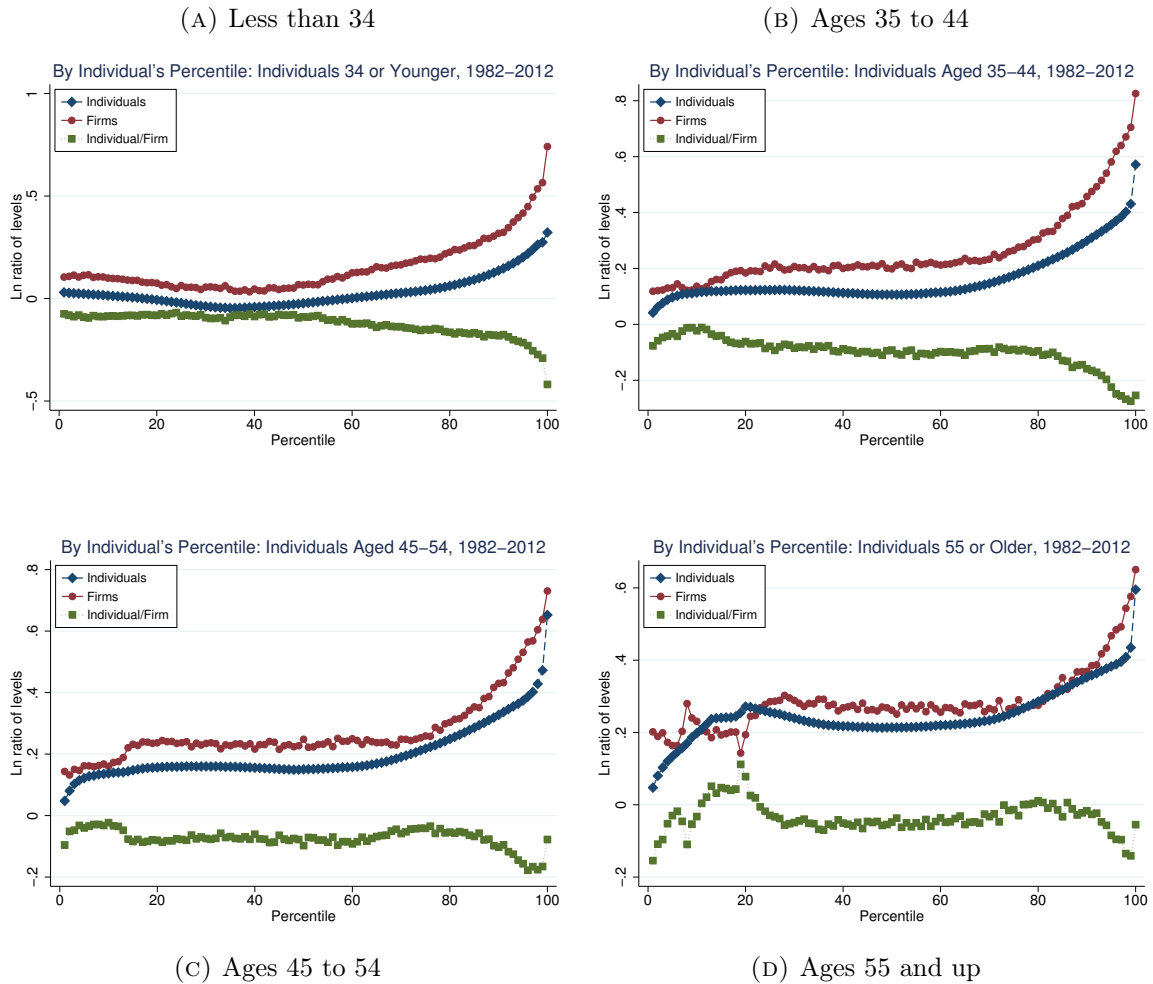 (A) Less than 34
By Individual's Percentile: Individuals 34 or Younger, 1982−2012
Individuals
Firms
Individual/Firm
Ln ratio of levels
1
.5
0
−.5
0 20 40 60 80 100
Percentile
(B) Ages 35 to 44
By Individual's Percentile: Individuals Aged 35−44, 1982−2012
Individuals
Firms
Individual/Firm
Ln ratio of levels
.8
.6
.4
.2
0
−.2
0 20 40 60 80 100
Percentile
By Individual's Percentile: Individuals Aged 45−54, 1982−2012
Individuals
Firms
Individual/Firm
Ln ratio of levels
.8
.6
.4
.2
0
−.2
0 20 40 60 80 100
Percentile
(C) Ages 45 to 54
By Individual's Percentile: Individuals 55 or Older, 1982−2012
Individuals
Firms
Individual/Firm
Ln ratio of levels
.6
.4
.2
0
−.2
0 20 40 60 80 100
Percentile
(D) Ages 55 and up